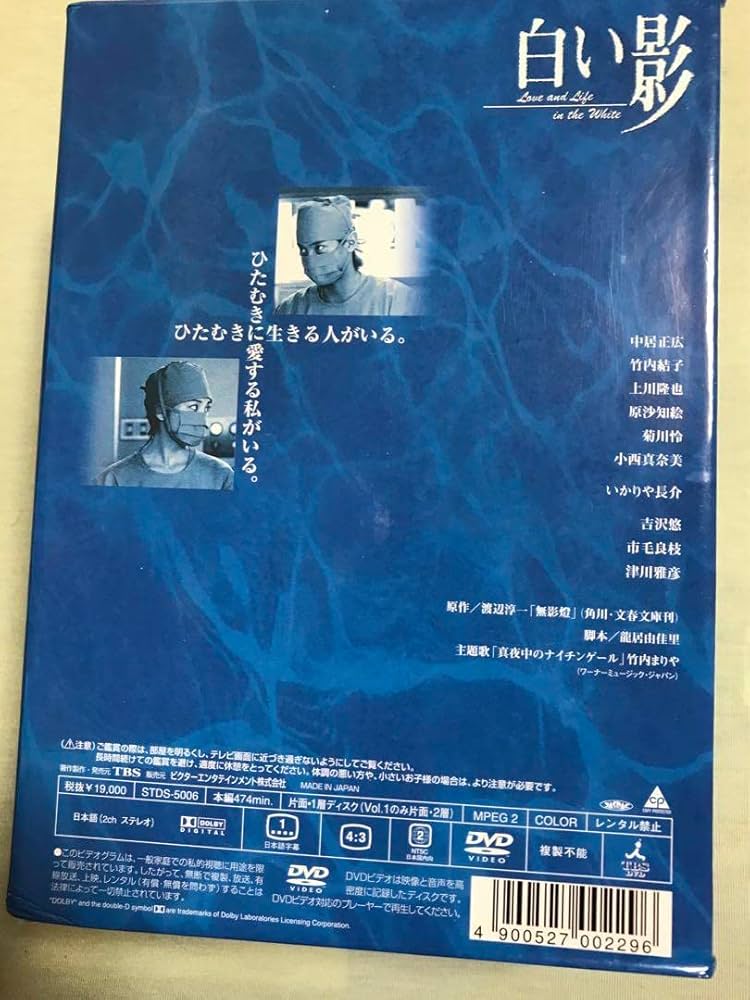 白い影
Love and Life
in the White
ひたむきに生きる人がいる。
ひたむきに愛する私がいる。
中居正広
竹内結子
上川隆也
原沙知絵
菊川怜
小西真奈美
いかりや長介
吉沢悠
市毛良枝
津川雅彦
原作／渡辺淳一「無影燈」(角川・文春文庫刊)
脚本／龍居由佳里
主題歌「真夜中のナイチンゲール」竹内まりや
(ワーナーミュージック・ジャパン)
(⚠注意) ご鑑賞の際は、部屋を明るくし、テレビ画面に近づき過ぎないようにしてご覧ください。
長時間続けての鑑賞を避け、適度に休憩をとってください。体調の悪い方や、小さいお子様の場合は、より注意が必要です。
著作製作・発売元 TBS 販売元 ビクターエンタテインメント株式会社 MADE IN JAPAN
税抜￥19,000 STDS-5006 本編474min. 片面・1層ディスク(Vol.1のみ片面・2層) MPEG 2 COLOR レンタル禁止
日本語(2ch ステレオ) DOLBY DIGITAL 1 日本語字幕 4:3 2 NTSC 日本国内向 DVD VIDEO 複製不能 TBS DVD
COPY PROTECTED
●このビデオグラムは、一般家庭での私的視聴に用途を限
って販売されています。したがって、無断で複製、放送、有
線放送、上映、レンタル(有償・無償を問わず)することは
法律によって一切禁止されています。
DVD VIDEO
DVDビデオは映像と音声を高
密度に記録したディスクです。
DVDビデオ対応のプレーヤーで再生してください。
"DOLBY" and the double-D symbol are trademarks of Dolby Laboratories Licensing Corporation.
4 900527 002296